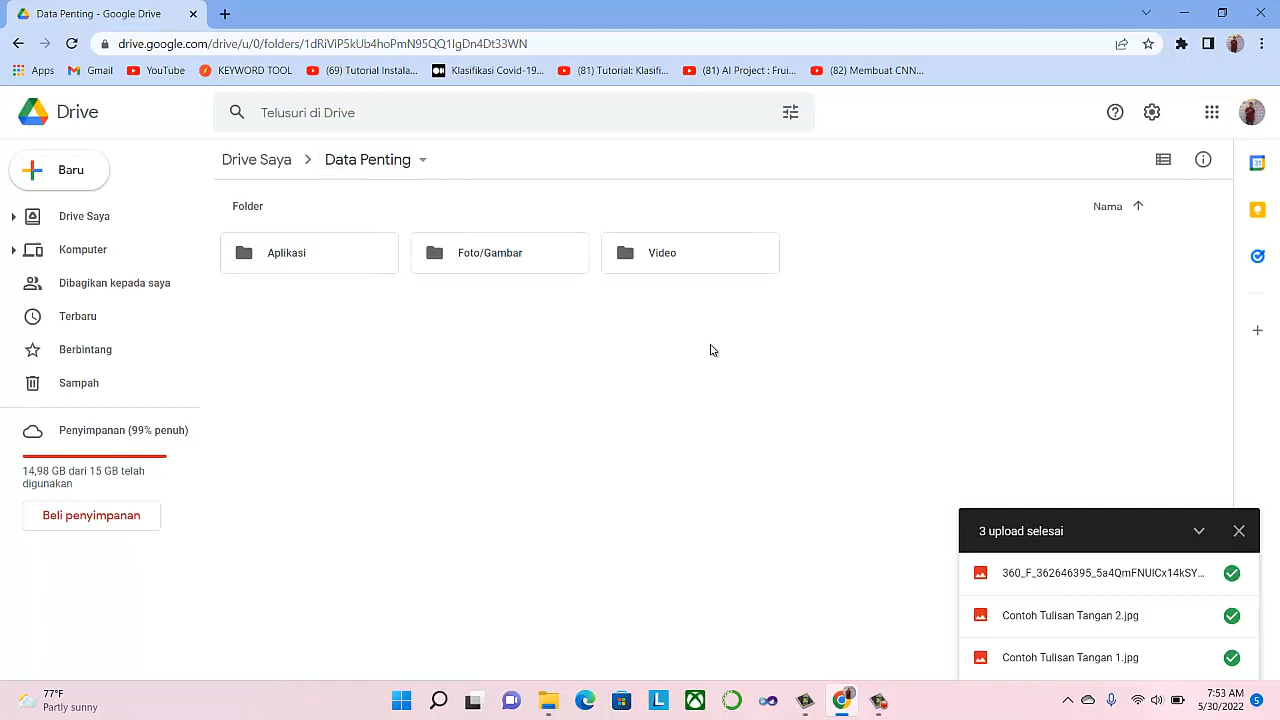 Data Penting - Google Drive
drive.google.com/drive/u/0/folders/1dRiViP5kUb4hoPmN95QQ1IgDn4Dt33WN
Apps Gmail YouTube KEYWORD TOOL (69) Tutorial Instala... Klasifikasi Covid-19... (81) Tutorial: Klasifi... (81) AI Project : Frui... (82) Membuat CNN...
Drive
Telusuri di Drive
Baru
Drive Saya
Komputer
Dibagikan kepada saya
Terbaru
Berbintang
Sampah
Penyimpanan (99% penuh)
14,98 GB dari 15 GB telah
digunakan
Beli penyimpanan
Drive Saya > Data Penting
Folder
Nama
Aplikasi
Foto/Gambar
Video
31
3 upload selesai
360_F_362646395_5a4QmFNUlCx14kSY...
Contoh Tulisan Tangan 2.jpg
Contoh Tulisan Tangan 1.jpg
77°F
Partly sunny
L
7:53 AM
5/30/2022
5